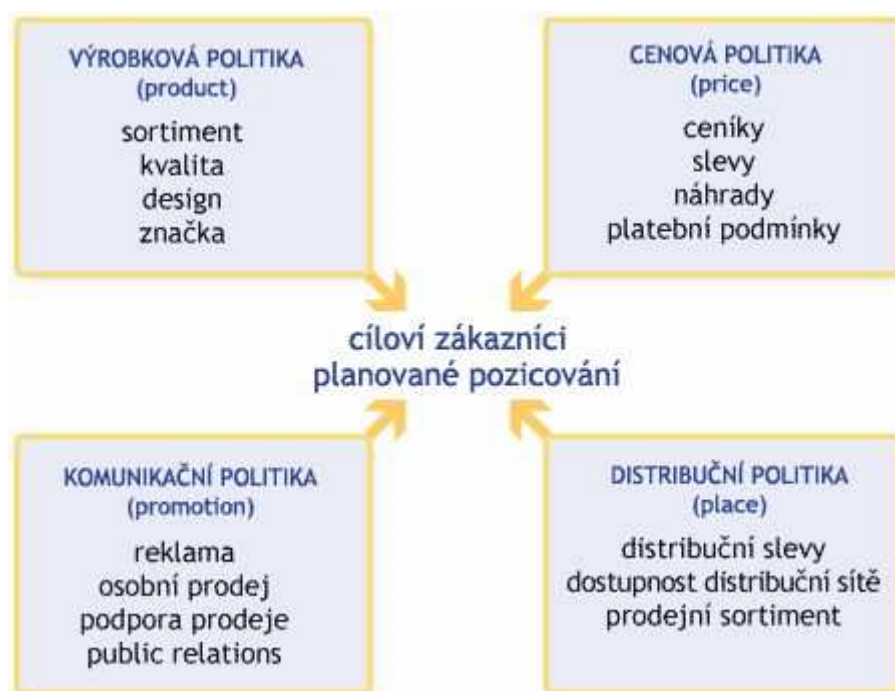 VÝROBKOVÁ POLITIKA
(product)
sortiment
kvalita
design
značka
CENOVÁ POLITIKA
(price)
ceníky
slevy
náhrady
platební podmínky
cíloví zákazníci
planované pozicování
KOMUNIKAČNÍ POLITIKA
(promotion)
reklama
osobní prodej
podpora prodeje
public relations
DISTRIBUČNÍ POLITIKA
(place)
distribuční slevy
dostupnost distribuční sítě
prodejní sortiment